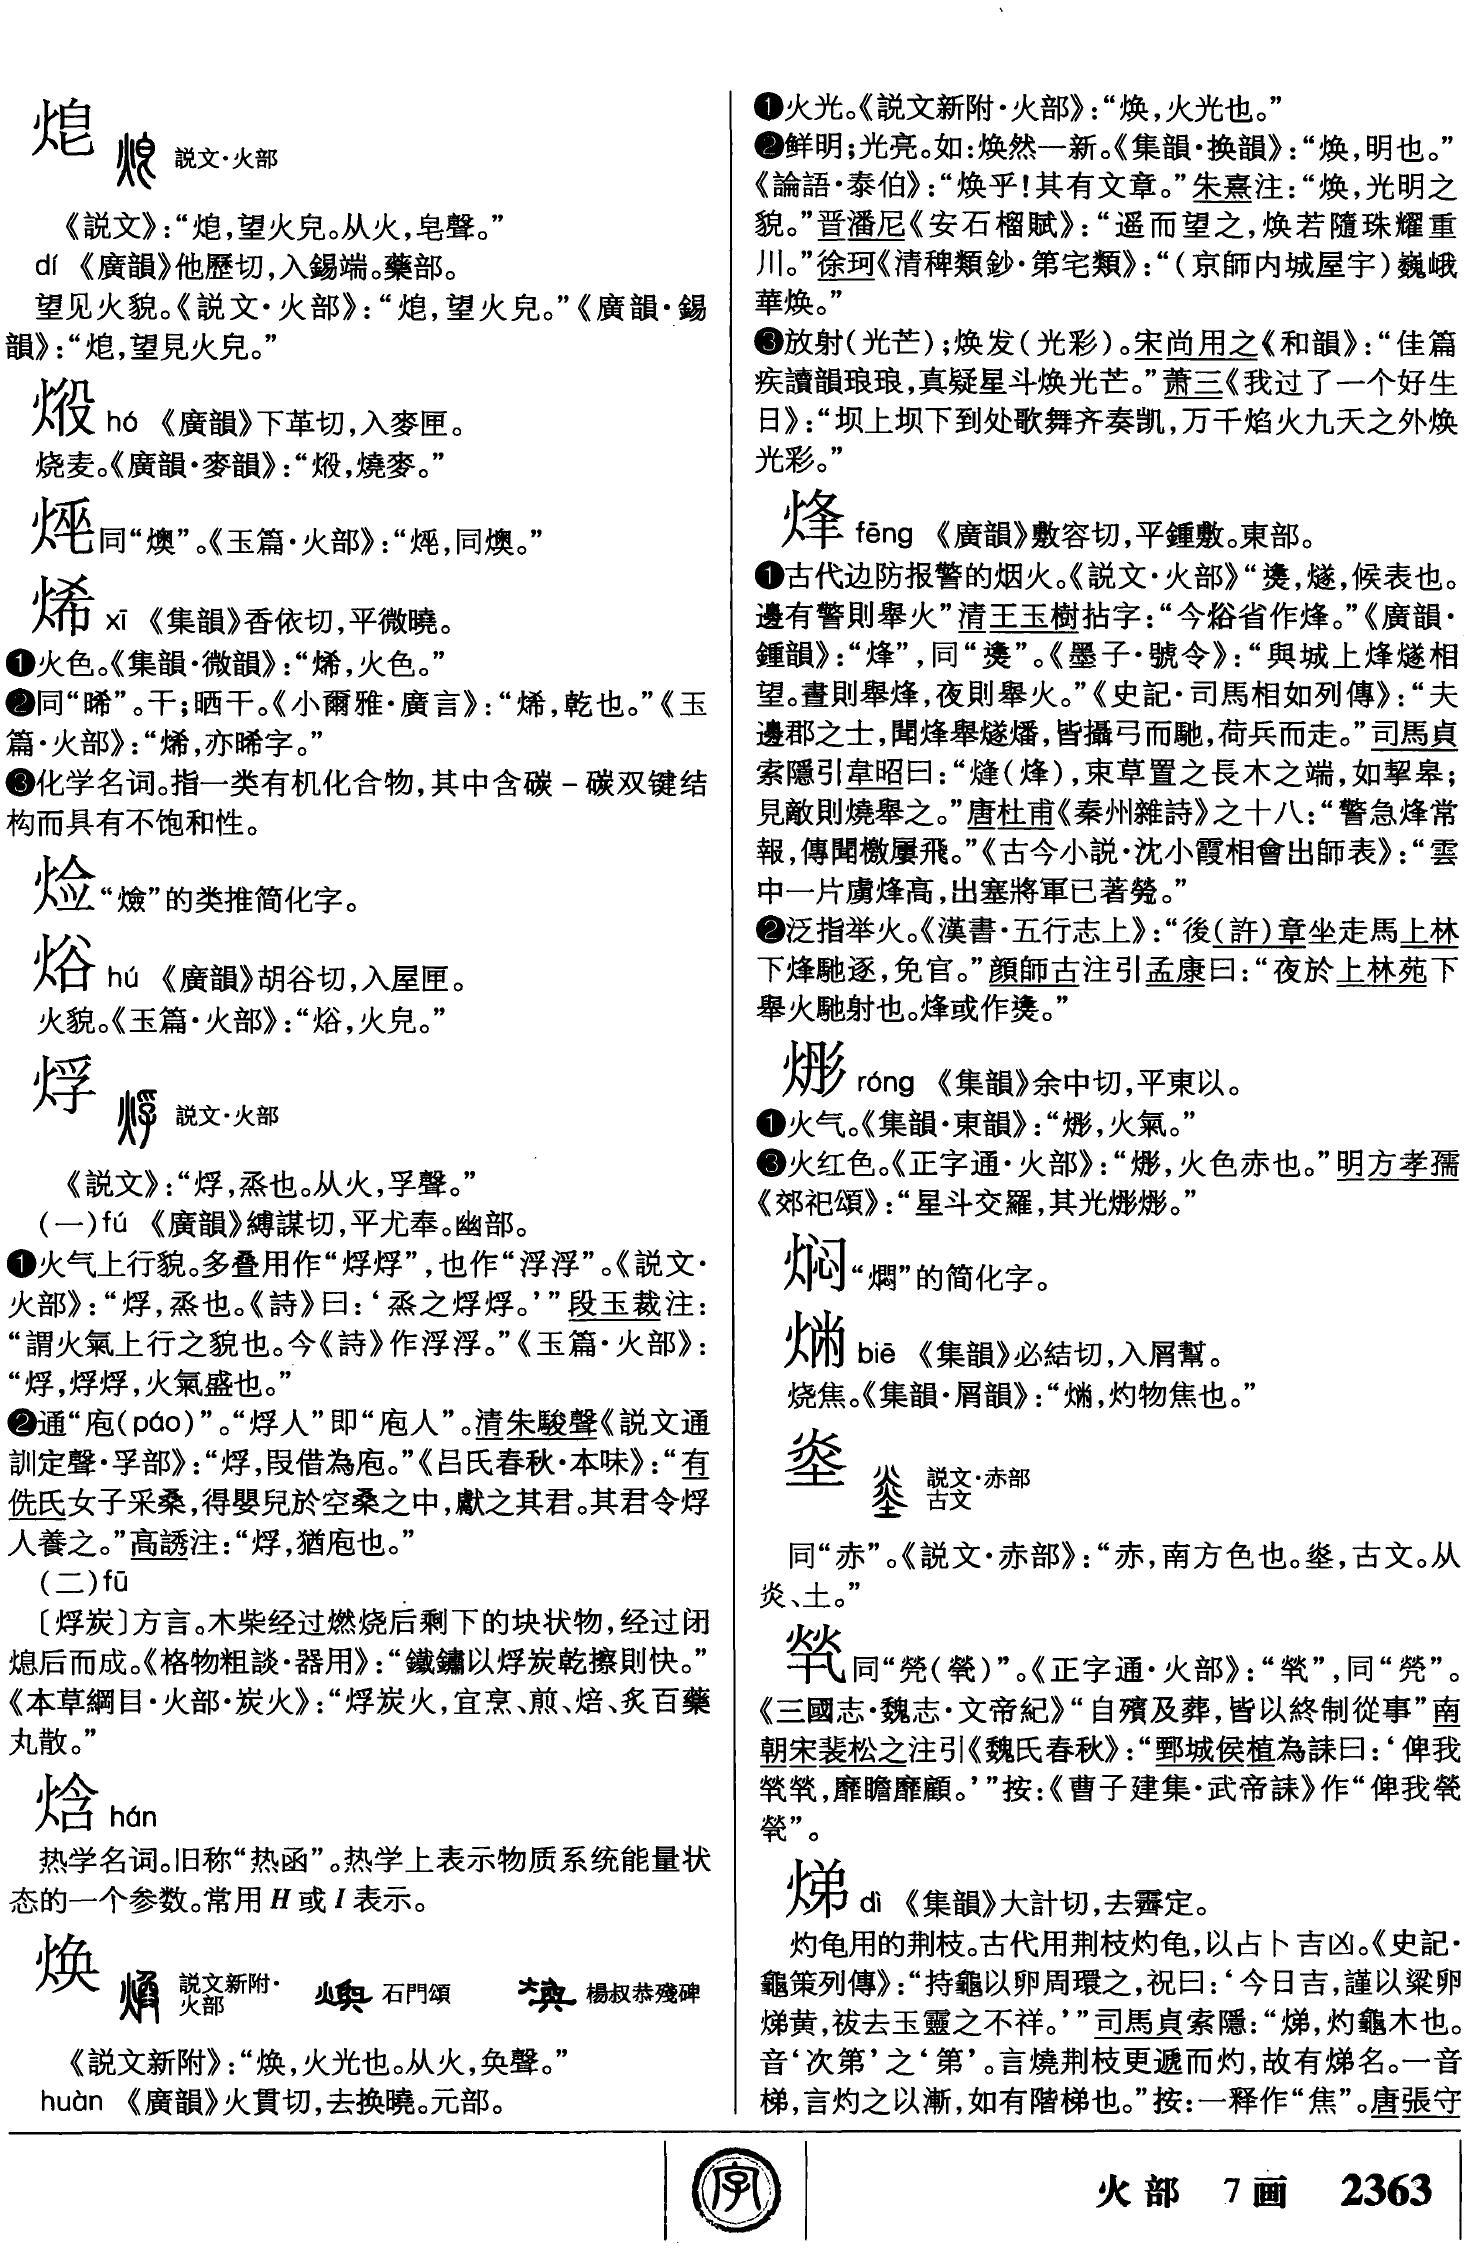 炮 説文·火部
《説文》：“炮，望火皃。从火，皀聲。”
dí 《廣韻》他歷切，入錫端。藥部。
望见火貌。《説文·火部》：“炮，望火皃。”《廣韻·錫
韻》：“炮，望見火皃。”
㷤 hó 《廣韻》下革切，入麥匣。
烧麦。《廣韻·麥韻》：“㷤，燒麥。”
同“燠”。《玉篇·火部》：“，同燠。”
烯 xī 《集韻》香依切，平微曉。
❶火色。《集韻·微韻》：“烯，火色。”
❷同“晞”。干；晒干。《小爾雅·廣言》：“烯，乾也。”《玉
篇·火部》：“烯，亦晞字。”
❸化学名词。指一类有机化合物，其中含碳－碳双键结
构而具有不饱和性。
“燄”的类推简化字。
焀 hú 《廣韻》胡谷切，入屋匣。
火貌。《玉篇·火部》：“焀，火皃。”
烰 説文·火部
《説文》：“烰，烝也。从火，孚聲。”
(一)fú 《廣韻》縛謀切，平尤奉。幽部。
❶火气上行貌。多叠用作“烰烰”，也作“浮浮”。《説文·
火部》：“烰，烝也。《詩》曰：‘烝之烰烰。’”段玉裁注：
“謂火氣上行之貌也。今《詩》作浮浮。”《玉篇·火部》：
“烰，烰烰，火氣盛也。”
❷通“庖(páo)”。“烰人”即“庖人”。清朱駿聲《説文通
訓定聲·孚部》：“烰，叚借為庖。”《吕氏春秋·本味》：“有
侁氏女子采桑，得嬰兒於空桑之中，獻之其君。其君令烰
人養之。”高誘注：“烰，猶庖也。”
(二)fū
〔烰炭〕方言。木柴经过燃烧后剩下的块状物，经过闭
熄后而成。《格物粗談·器用》：“鐵鏽以烰炭乾擦則快。”
《本草綱目·火部·炭火》：“烰炭火，宜烹、煎、焙、炙百藥
丸散。”
焓 hán
热学名词。旧称“热函”。热学上表示物质系统能量状
态的一个参数。常用 H 或 I 表示。
焕 説文新附·火部 石門頌 楊叔恭殘碑
《説文新附》：“焕，火光也。从火，奂聲。”
huàn 《廣韻》火貫切，去换曉。元部。
❶火光。《説文新附·火部》：“焕，火光也。”
❷鲜明；光亮。如：焕然一新。《集韻·换韻》：“焕，明也。”
《論語·泰伯》：“焕乎！其有文章。”朱熹注：“焕，光明之
貌。”晋潘尼《安石榴賦》：“遥而望之，焕若隨珠耀重
川。”徐珂《清稗類鈔·第宅類》：“(京師内城屋宇)巍峨
華焕。”
❸放射(光芒)；焕发(光彩)。宋尚用之《和韻》：“佳篇
疾讀韻琅琅，真疑星斗焕光芒。”萧三《我过了一个好生
日》：“坝上坝下到处歌舞齐奏凯，万千焰火九天之外焕
光彩。”
烽 fēng 《廣韻》敷容切，平鍾敷。東部。
❶古代边防报警的烟火。《説文·火部》“㷭，燧，候表也。
邊有警則舉火”清王玉樹拈字：“今俗省作烽。”《廣韻·
鍾韻》：“烽”，同“㷭”。《墨子·號令》：“與城上烽燧相
望。晝則舉烽，夜則舉火。”《史記·司馬相如列傳》：“夫
邊郡之士，聞烽舉燧燔，皆攝弓而馳，荷兵而走。”司馬貞
索隱引韋昭曰：“熢(烽)，束草置之長木之端，如挈皋；
見敵則燒舉之。”唐杜甫《秦州雜詩》之十八：“警急烽常
報，傳聞檄屢飛。”《古今小説·沈小霞相會出師表》：“雲
中一片虜烽高，出塞將軍已著勞。”
❷泛指举火。《漢書·五行志上》：“後(許)章坐走馬上林
下烽馳逐，免官。”顔師古注引孟康曰：“夜於上林苑下
舉火馳射也。烽或作㷭。”
烿 róng 《集韻》余中切，平東以。
❶火气。《集韻·東韻》：“烿，火氣。”
❸火红色。《正字通·火部》：“烿，火色赤也。”明方孝孺
《郊祀頌》：“星斗交羅，其光烿烿。”
焖 “燜”的简化字。
biē 《集韻》必結切，入屑幫。
烧焦。《集韻·屑韻》：“，灼物焦也。”
烾 説文·赤部 古文
同“赤”。《説文·赤部》：“赤，南方色也。烾，古文。从
炎、土。”
㷀 同“焭(煢)”。《正字通·火部》：“㷀”，同“焭”。
《三國志·魏志·文帝紀》“自殯及葬，皆以終制從事”南
朝宋裴松之注引《魏氏春秋》：“鄄城侯植為誄曰：‘俾我
㷀㷀，靡瞻靡顧。’”按：《曹子建集·武帝誄》作“俾我煢
煢”。
焍 dì 《集韻》大計切，去霽定。
灼龟用的荆枝。古代用荆枝灼龟，以占卜吉凶。《史記·
龜策列傳》：“持龜以卵周環之，祝曰：‘今日吉，謹以粱卵
焍黄，祓去玉靈之不祥。’”司馬貞索隱：“焍，灼龜木也。
音‘次第’之‘第’。言燒荆枝更遞而灼，故有焍名。一音
梯，言灼之以漸，如有階梯也。”按：一释作“焦”。唐張守
字
火部 7画 2363